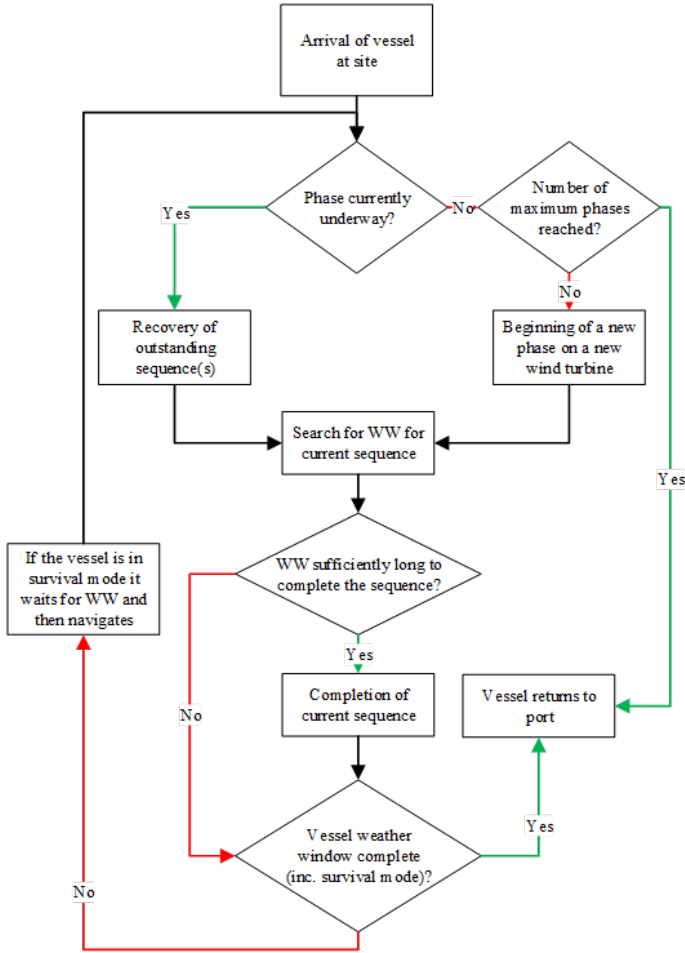 Arrival of vessel
at site
Phase currently
underway?
Number of
maximum phases
reached?
Yes
No
No
Recovery of
outstanding
sequence(s)
Beginning of a new
phase on a new
wind turbine
Search for WW for
current sequence
Yes
If the vessel is in
survival mode it
waits for WW and
then navigates
WW sufficiently long to
complete the sequence?
Yes
No
Completion of
current sequence
Vessel returns to
port
Vessel weather
window complete
(inc. survival mode)?
Yes
No